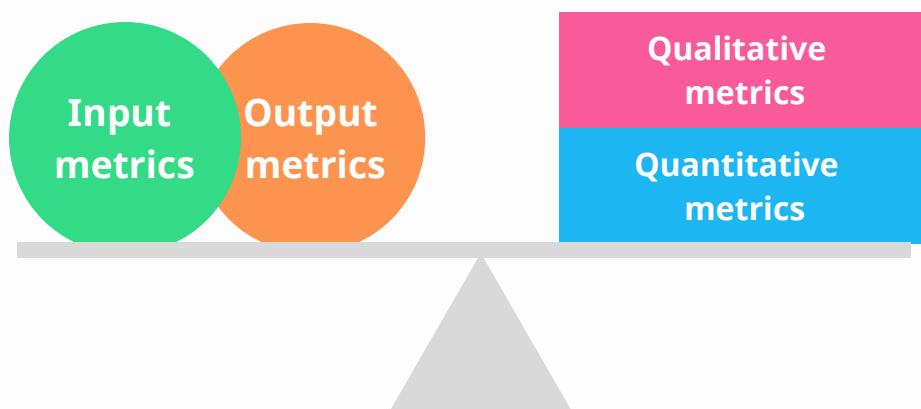 Input
metrics
Output
metrics
Qualitative
metrics
Quantitative
metrics